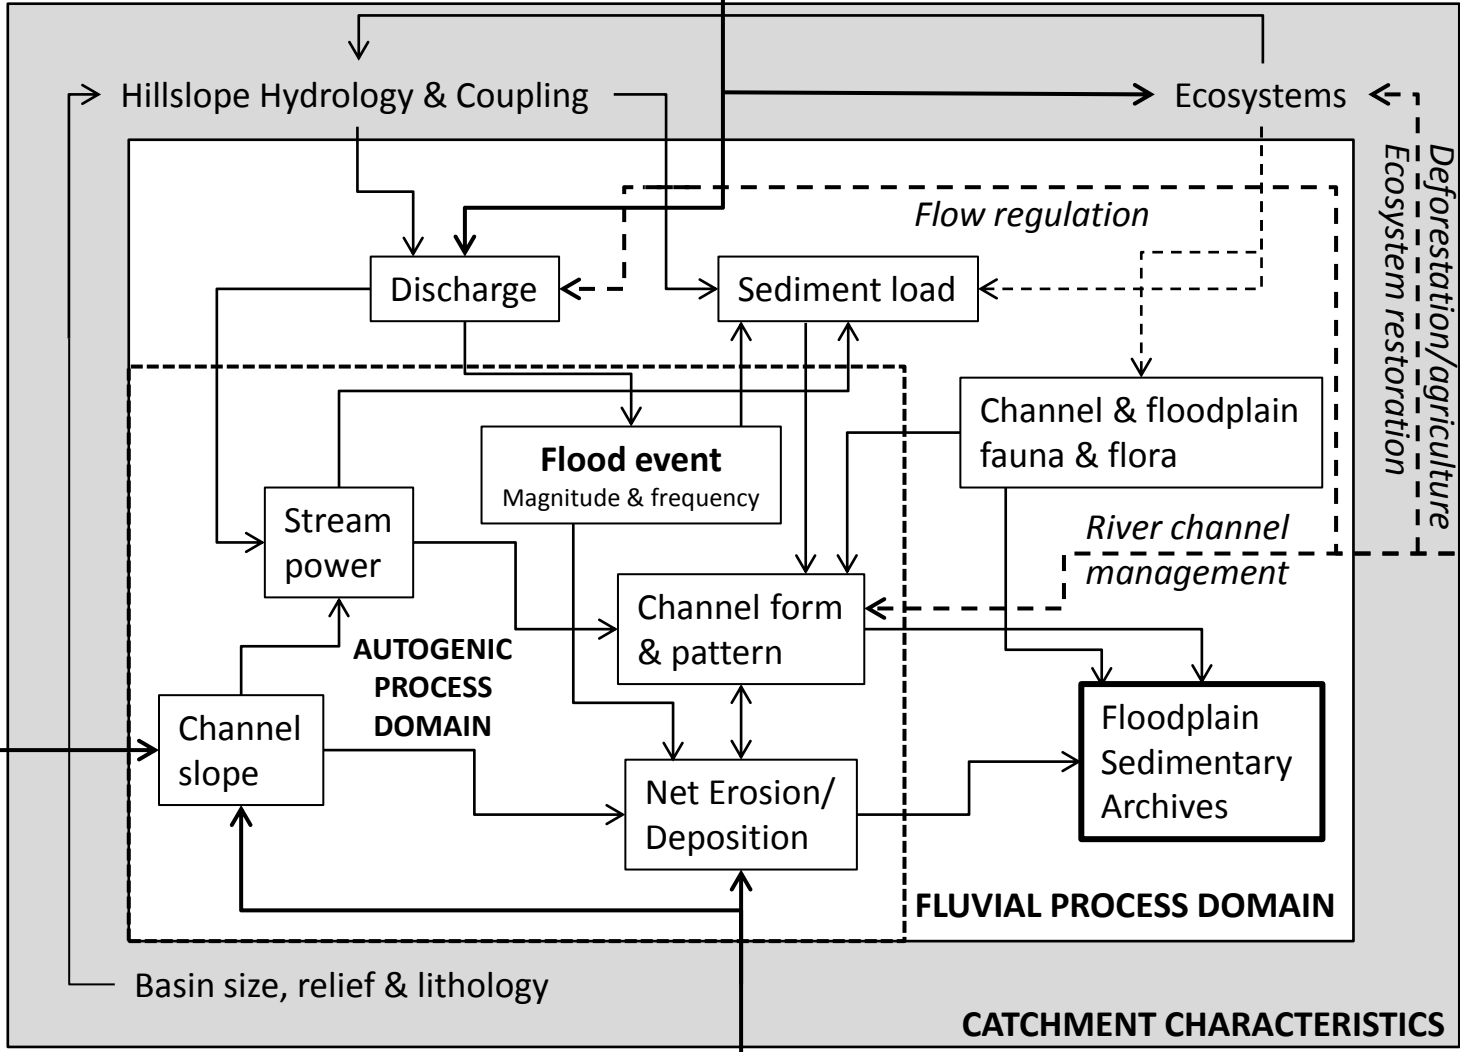 Hillslope Hydrology & Coupling
Ecosystems
Deforestation/agriculture
Ecosystem restoration
Flow regulation
Discharge
Sediment load
Channel & floodplain
fauna & flora
Flood event
Magnitude & frequency
Stream
power
River channel
management
Channel form
& pattern
AUTOGENIC
PROCESS
DOMAIN
Channel
slope
Floodplain
Sedimentary
Archives
Net Erosion/
Deposition
FLUVIAL PROCESS DOMAIN
Basin size, relief & lithology
CATCHMENT CHARACTERISTICS